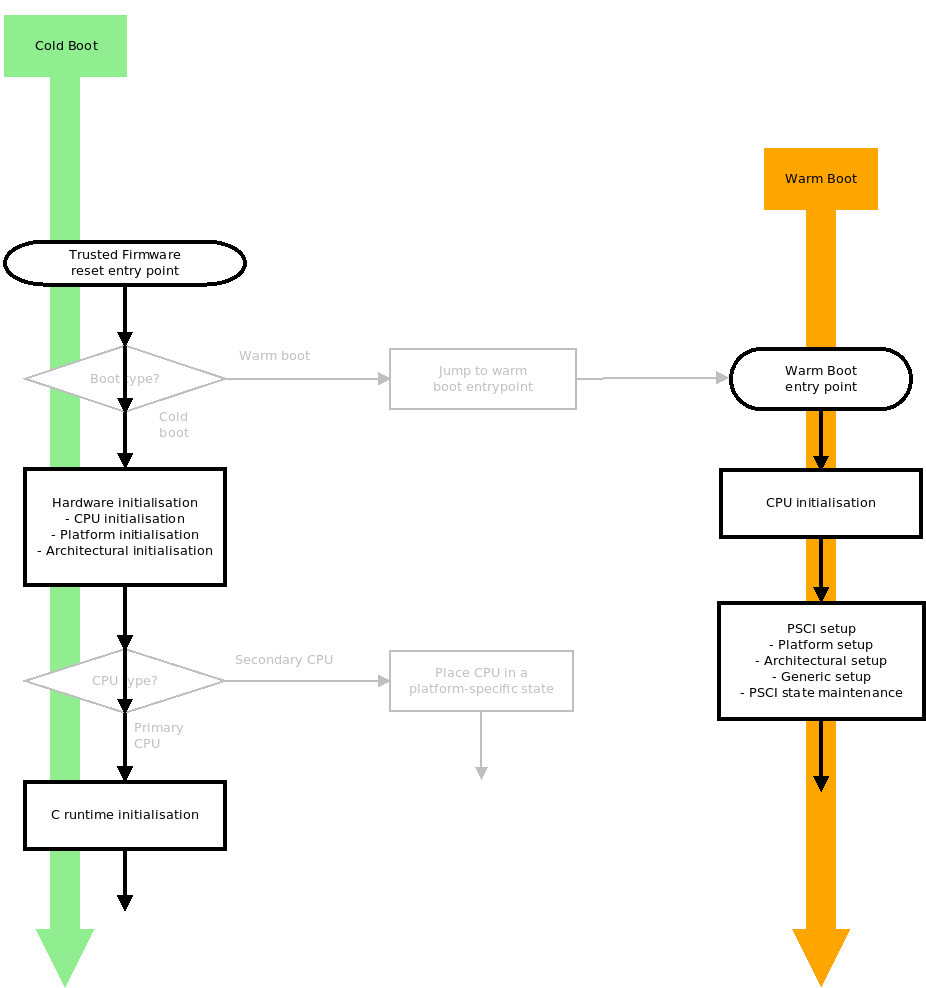 Cold Boot
Warm Boot
Trusted Firmware
reset entry point
Boot type?
Warm boot
Cold
boot
Jump to warm
boot entrypoint
Warm Boot
entry point
Hardware initialisation
- CPU initialisation
- Platform initialisation
- Architectural initialisation
CPU initialisation
CPU type?
Secondary CPU
Primary
CPU
Place CPU in a
platform-specific state
PSCI setup
- Platform setup
- Architectural setup
- Generic setup
- PSCI state maintenance
C runtime initialisation